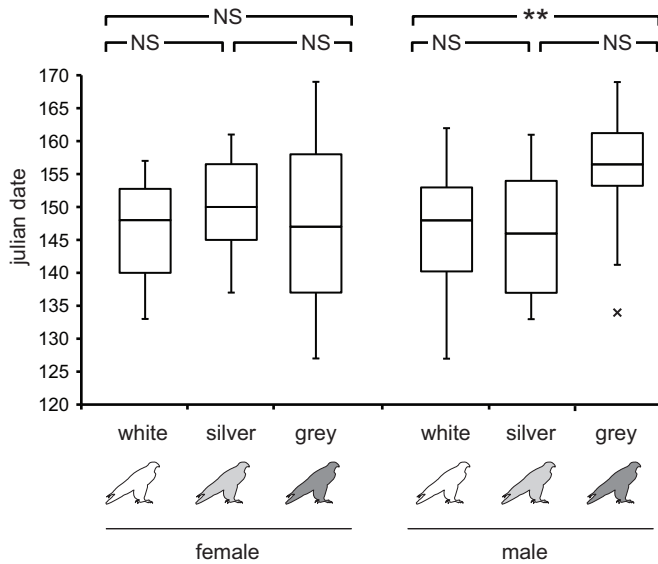 NS **
NS NS NS NS
julian date
170
165
160
155
150
145
140
135
130
125
120
white silver grey white silver grey
female male